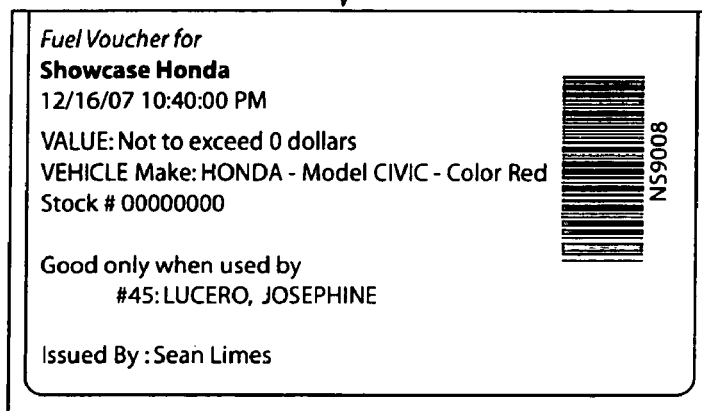 Fuel Voucher for
Showcase Honda
12/16/07 10:40:00 PM
VALUE: Not to exceed 0 dollars
VEHICLE Make: HONDA - Model CIVIC - Color Red
Stock # 00000000
Good only when used by
#45: LUCERO, JOSEPHINE
Issued By : Sean Limes
N59008